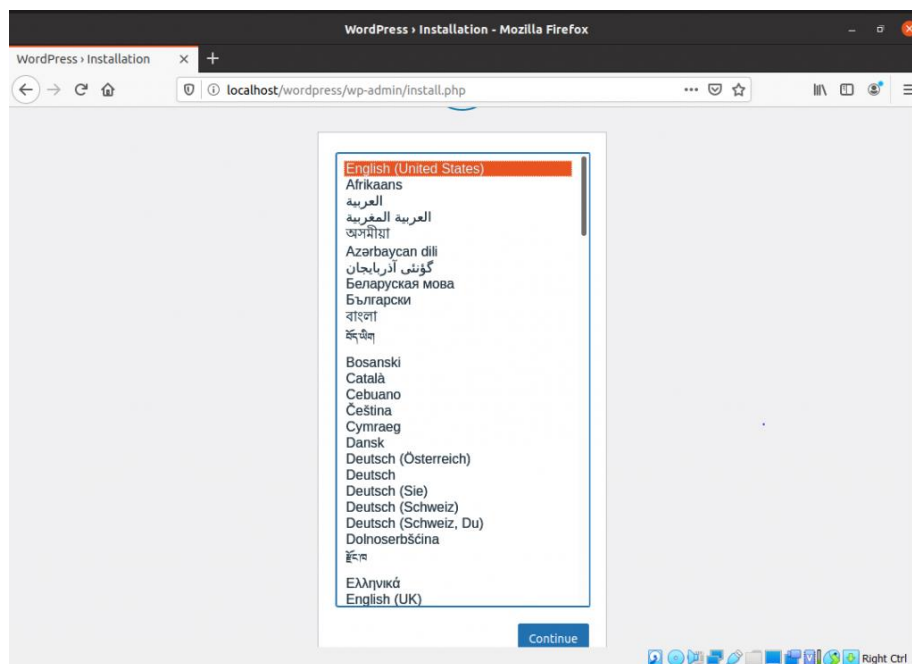 WordPress › Installation - Mozilla Firefox
WordPress › Installation
localhost/wordpress/wp-admin/install.php
English (United States)
Afrikaans
العربية
العربية المغربية
অসমীয়া
Azərbaycan dili
گؤنئی آذربایجان
Беларуская мова
Български
বাংলা
བོད་ཡིག
Bosanski
Català
Cebuano
Čeština
Cymraeg
Dansk
Deutsch (Österreich)
Deutsch
Deutsch (Sie)
Deutsch (Schweiz)
Deutsch (Schweiz, Du)
Dolnoserbšćina
རྫོང་ཁ
Ελληνικά
English (UK)
Continue
Right Ctrl